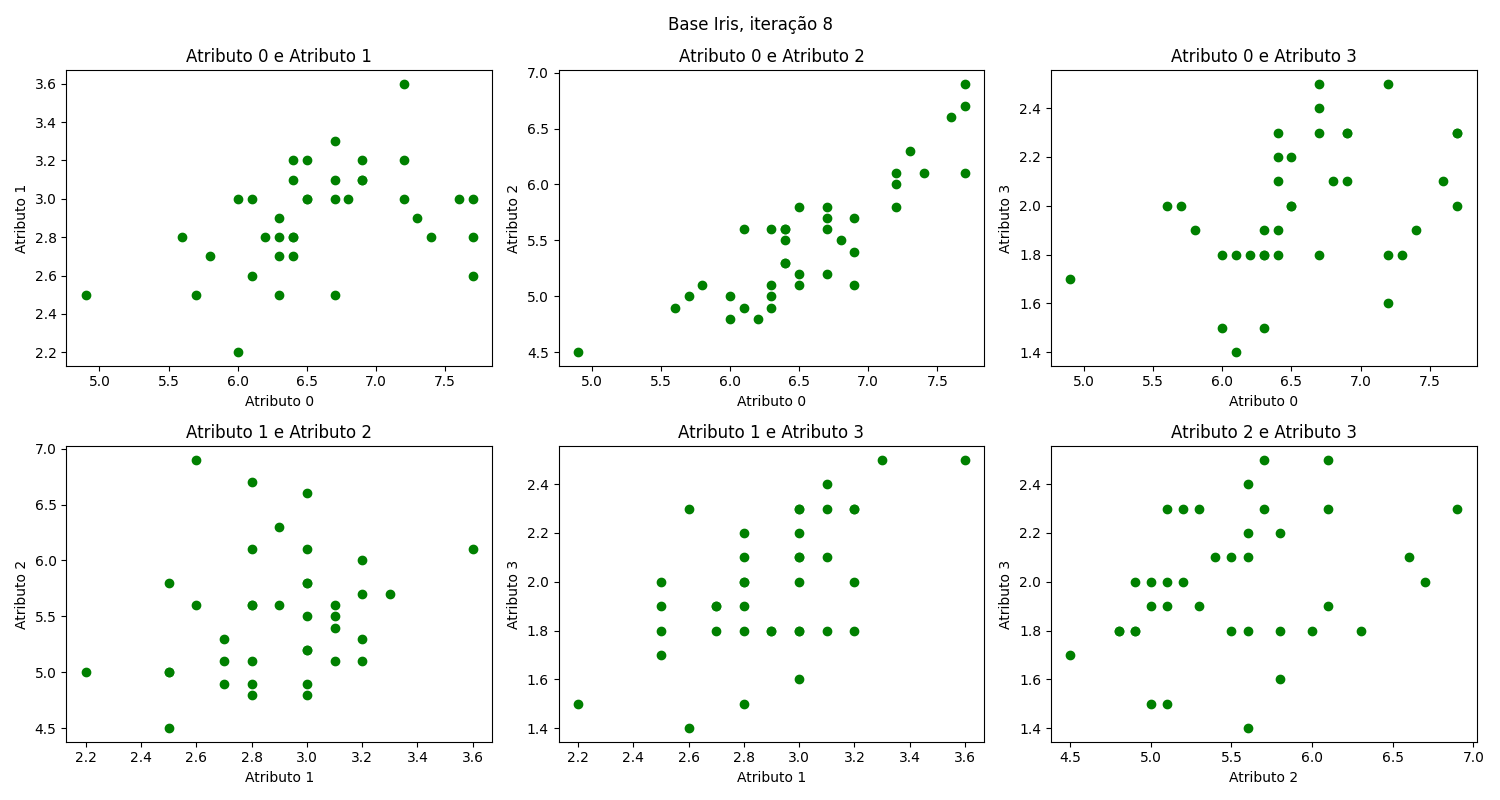 Base Iris, iteração 8
Atributo 0 e Atributo 1
3.6
3.4
3.2
3.0
2.8
2.6
2.4
2.2
Atributo 1
5.0 5.5 6.0 6.5 7.0 7.5
Atributo 0
Atributo 0 e Atributo 2
7.0
6.5
6.0
5.5
5.0
4.5
Atributo 2
5.0 5.5 6.0 6.5 7.0 7.5
Atributo 0
Atributo 0 e Atributo 3
2.4
2.2
2.0
1.8
1.6
1.4
Atributo 3
5.0 5.5 6.0 6.5 7.0 7.5
Atributo 0
Atributo 1 e Atributo 2
7.0
6.5
6.0
5.5
5.0
4.5
Atributo 2
2.2 2.4 2.6 2.8 3.0 3.2 3.4 3.6
Atributo 1
Atributo 1 e Atributo 3
2.4
2.2
2.0
1.8
1.6
1.4
Atributo 3
2.2 2.4 2.6 2.8 3.0 3.2 3.4 3.6
Atributo 1
Atributo 2 e Atributo 3
2.4
2.2
2.0
1.8
1.6
1.4
Atributo 3
4.5 5.0 5.5 6.0 6.5 7.0
Atributo 2